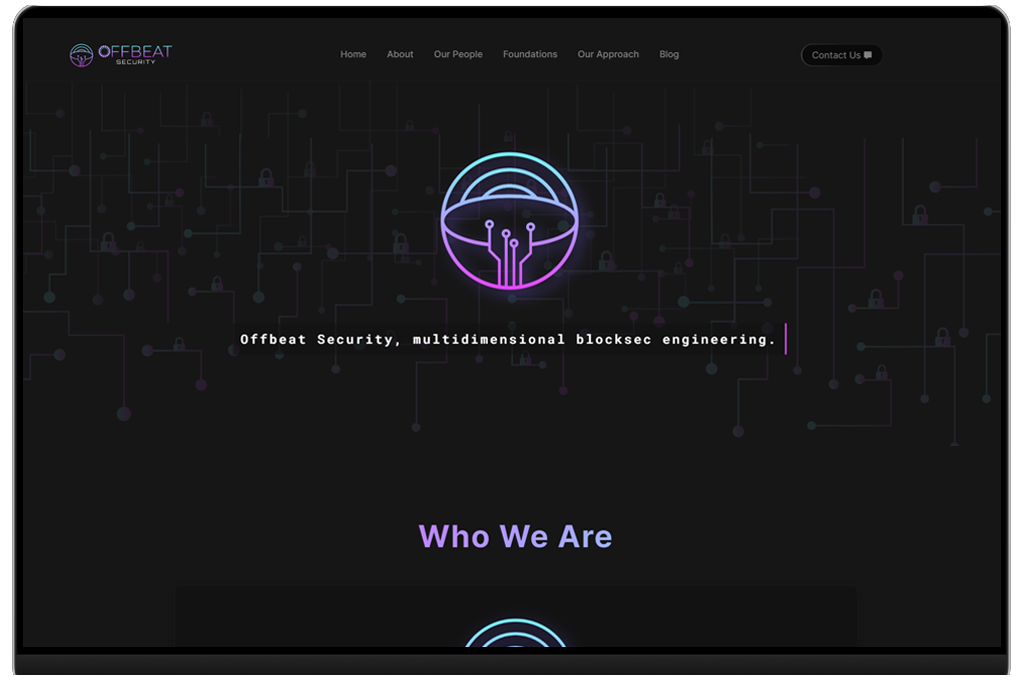 OFFBEAT
SECURITY
Home About Our People Foundations Our Approach Blog
Contact Us
Offbeat Security, multidimensional blocksec engineering.
Who We Are